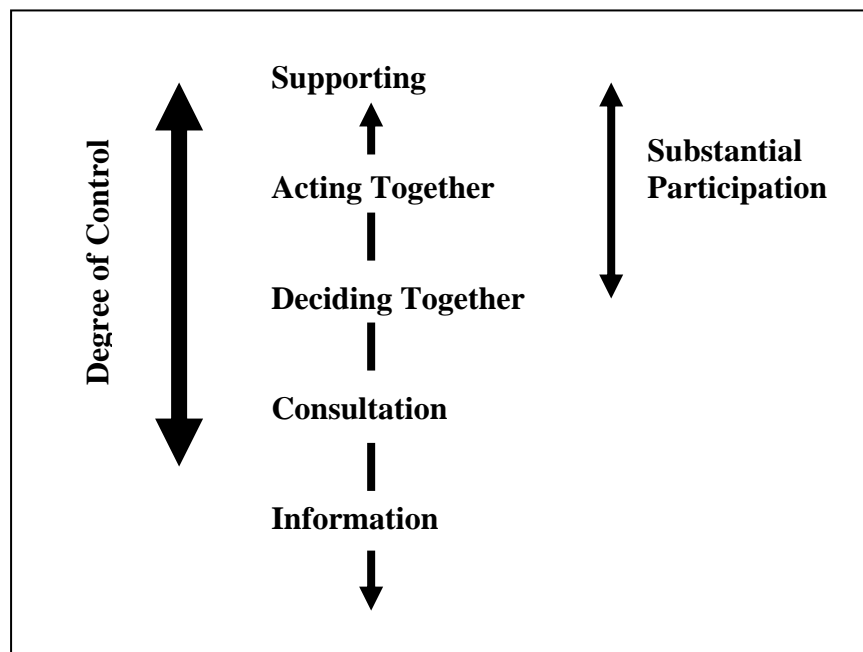 Supporting
Substantial
Participation
Acting Together
Degree of Control
Deciding Together
Consultation
Information